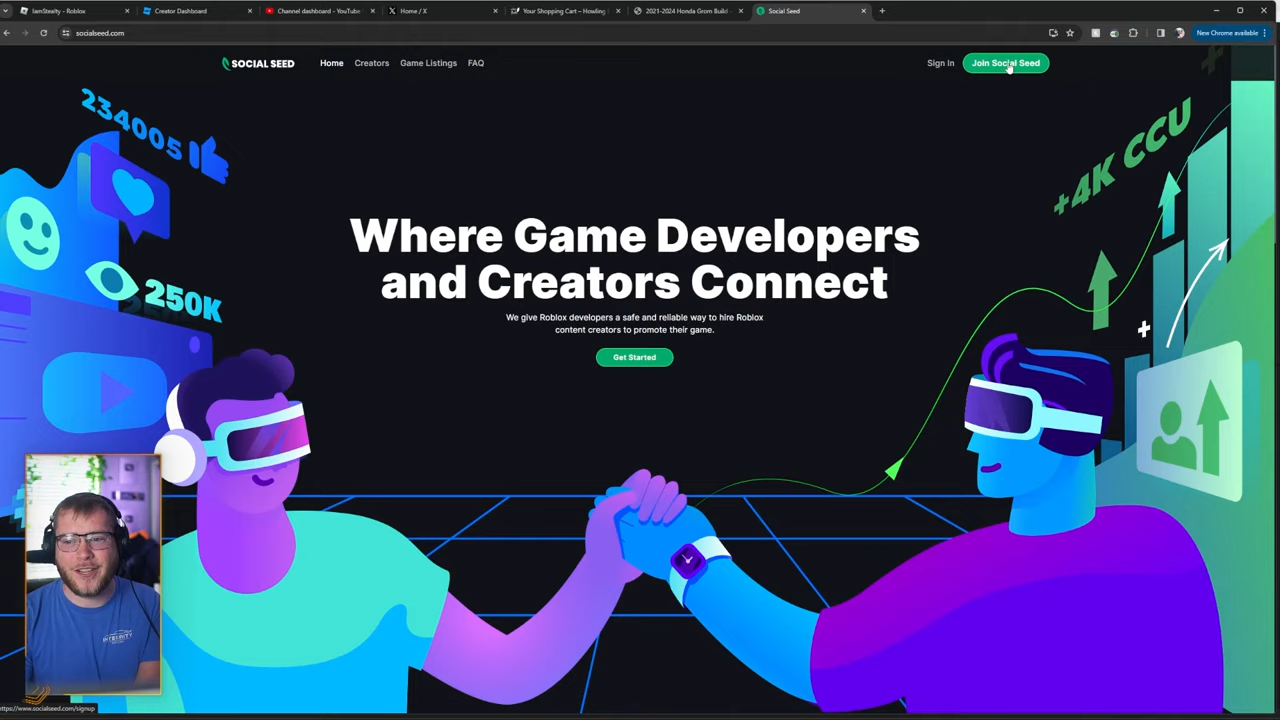 IamStealty - Roblox
Creator Dashboard
Channel dashboard - YouTube
Home / X
Your Shopping Cart – Howling
2021-2024 Honda Grom Build
Social Seed
socialseed.com
New Chrome available
SOCIAL SEED
Home
Creators
Game Listings
FAQ
Sign In
Join Social Seed
234005
250K
+4K CCU
Where Game Developers
and Creators Connect
We give Roblox developers a safe and reliable way to hire Roblox
content creators to promote their game.
Get Started
INTEGRITY
https://www.socialseed.com/signup